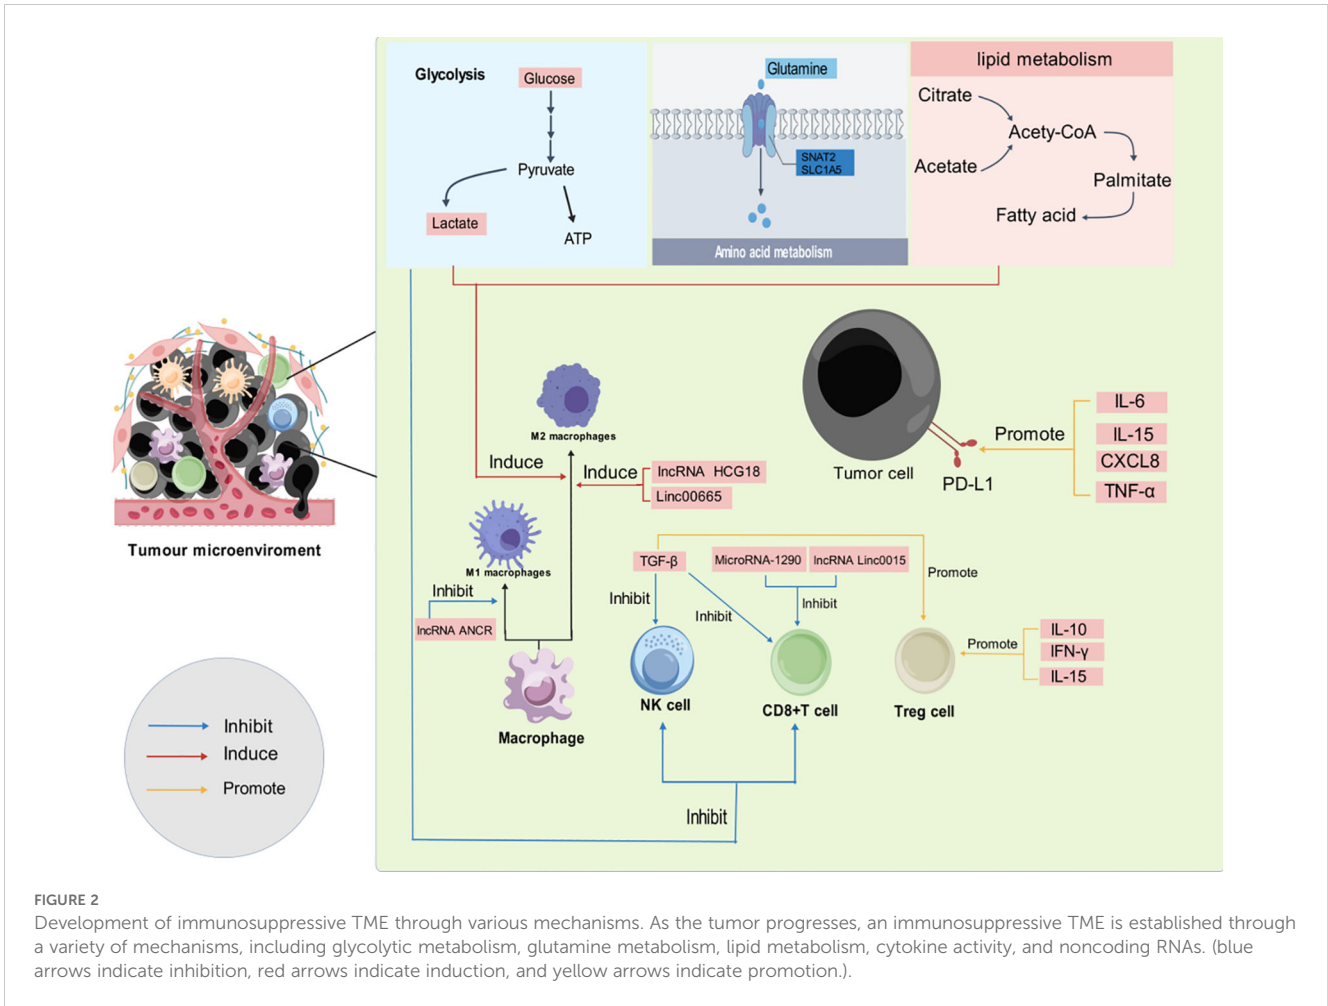 Glycolysis
Glucose
Pyruvate
Lactate
ATP
Glutamine
SNAT2
SLC1A5
Amino acid metabolism
lipid metabolism
Citrate
Acety-CoA
Acetate
Palmitate
Fatty acid
Tumour microenviroment
M2 macrophages
Induce
Induce
lncRNA HCG18
Linc00665
M1 macrophages
Inhibit
lncRNA ANCR
Macrophage
Tumor cell
PD-L1
Promote
IL-6
IL-15
CXCL8
TNF-α
TGF-β
MicroRNA-1290
lncRNA Linc0015
Promote
Inhibit
Inhibit
Inhibit
NK cell
CD8+T cell
Treg cell
Promote
IL-10
IFN-γ
IL-15
Inhibit
Inhibit
Induce
Promote
FIGURE 2
Development of immunosuppressive TME through various mechanisms. As the tumor progresses, an immunosuppressive TME is established through
a variety of mechanisms, including glycolytic metabolism, glutamine metabolism, lipid metabolism, cytokine activity, and noncoding RNAs. (blue
arrows indicate inhibition, red arrows indicate induction, and yellow arrows indicate promotion.).